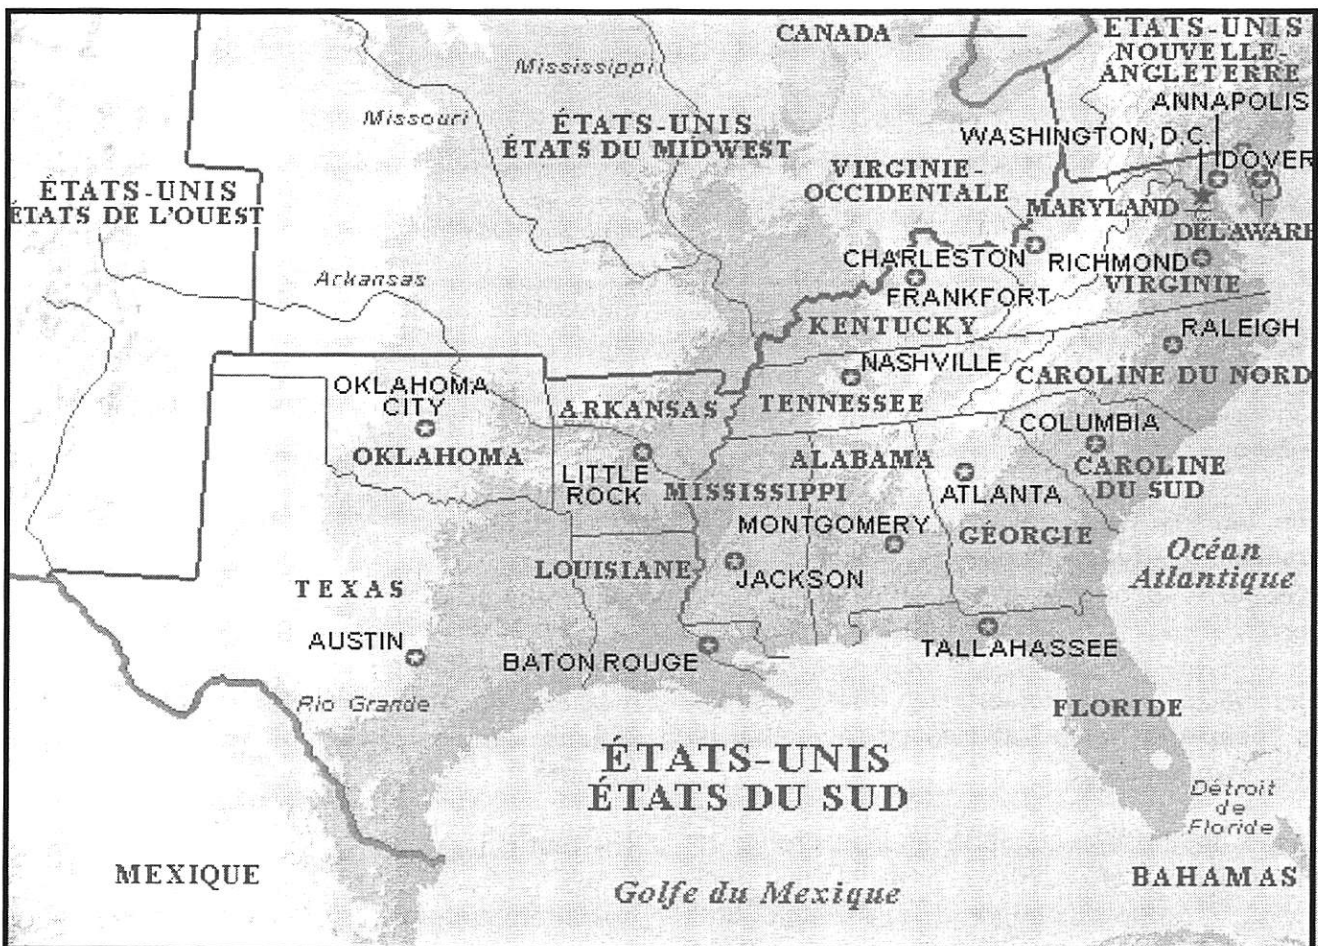 CANADA
ÉTATS-UNIS
NOUVELLE-
ANGLETERRE
ANNAPOLIS
WASHINGTON, D.C.
DOVER
Mississippi
Missouri
ÉTATS-UNIS
ÉTATS DU MIDWEST
VIRGINIE-
OCCIDENTALE
ÉTATS-UNIS
ÉTATS DE L'OUEST
MARYLAND
DELAWARE
CHARLESTON
RICHMOND
VIRGINIE
Arkansas
FRANKFORT
KENTUCKY
RALEIGH
NASHVILLE
CAROLINE DU NORD
OKLAHOMA
CITY
ARKANSAS
TENNESSEE
COLUMBIA
OKLAHOMA
LITTLE
ROCK
ALABAMA
CAROLINE
DU SUD
MISSISSIPPI
ATLANTA
MONTGOMERY
GÉORGIE
Océan
Atlantique
LOUISIANE
JACKSON
TEXAS
AUSTIN
BATON ROUGE
TALLAHASSEE
Rio Grande
FLORIDE
ÉTATS-UNIS
ÉTATS DU SUD
Détroit
de
Floride
MEXIQUE
Golfe du Mexique
BAHAMAS